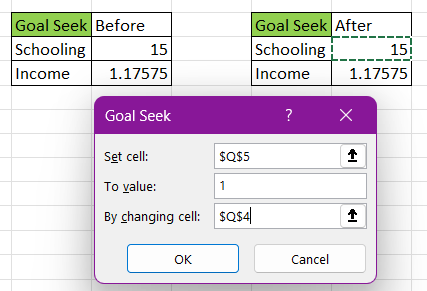 Goal Seek Before Goal Seek After
Schooling 15 Schooling 15
Income 1.17575 Income 1.17575
Goal Seek ?
Set cell: $Q$5
To value: 1
By changing cell: $Q$4
OK Cancel